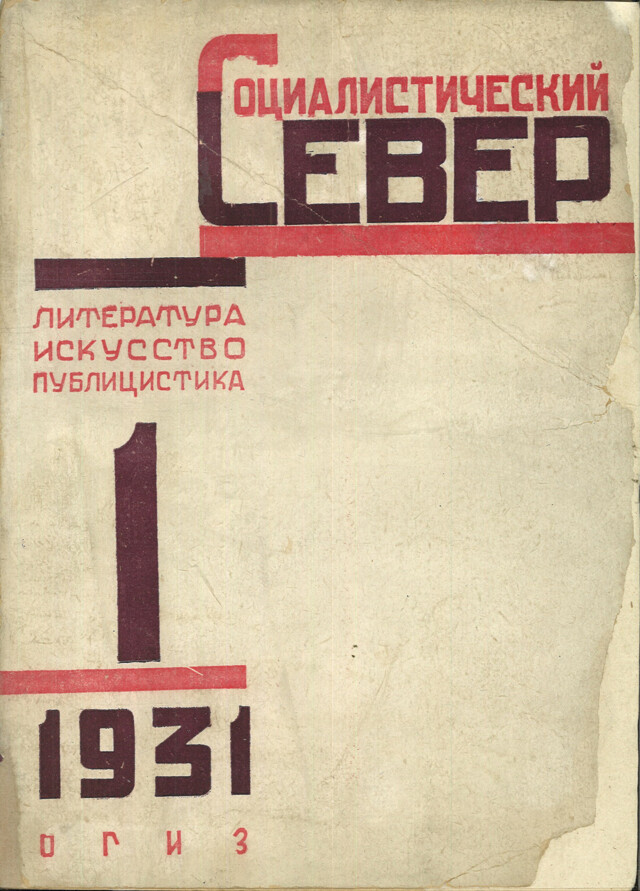 СОЦИАЛИСТИЧЕСКИЙ
СЕВЕР
ЛИТЕРАТУРА
ИСКУССТВО
ПУБЛИЦИСТИКА
1
1931
ОГИЗ